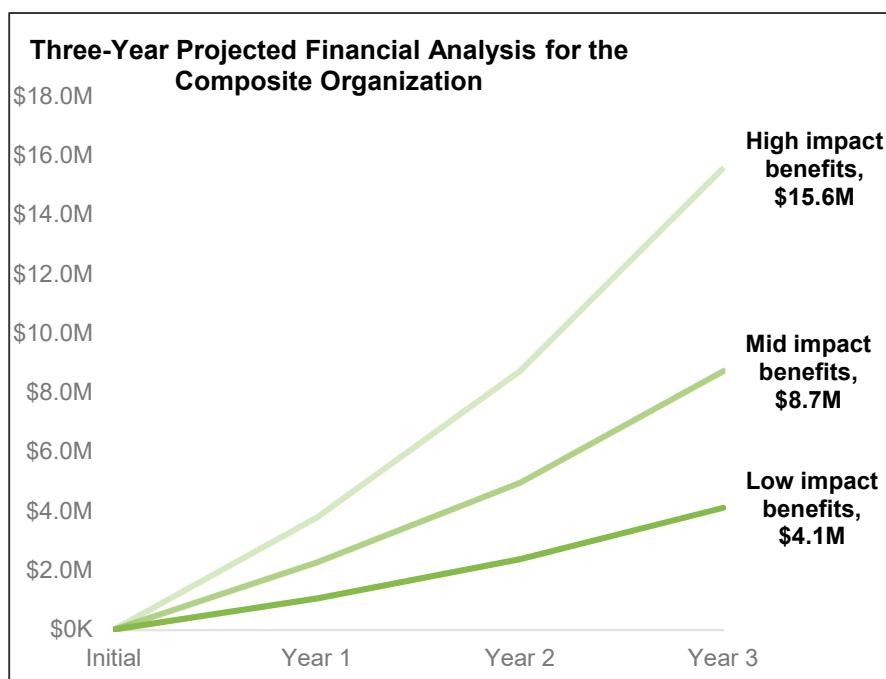 Three-Year Projected Financial Analysis for the
Composite Organization
$18.0M
$16.0M
$14.0M
$12.0M
$10.0M
$8.0M
$6.0M
$4.0M
$2.0M
$0K
High impact
benefits,
$15.6M
Mid impact
benefits,
$8.7M
Low impact
benefits,
$4.1M
Initial
Year 1
Year 2
Year 3